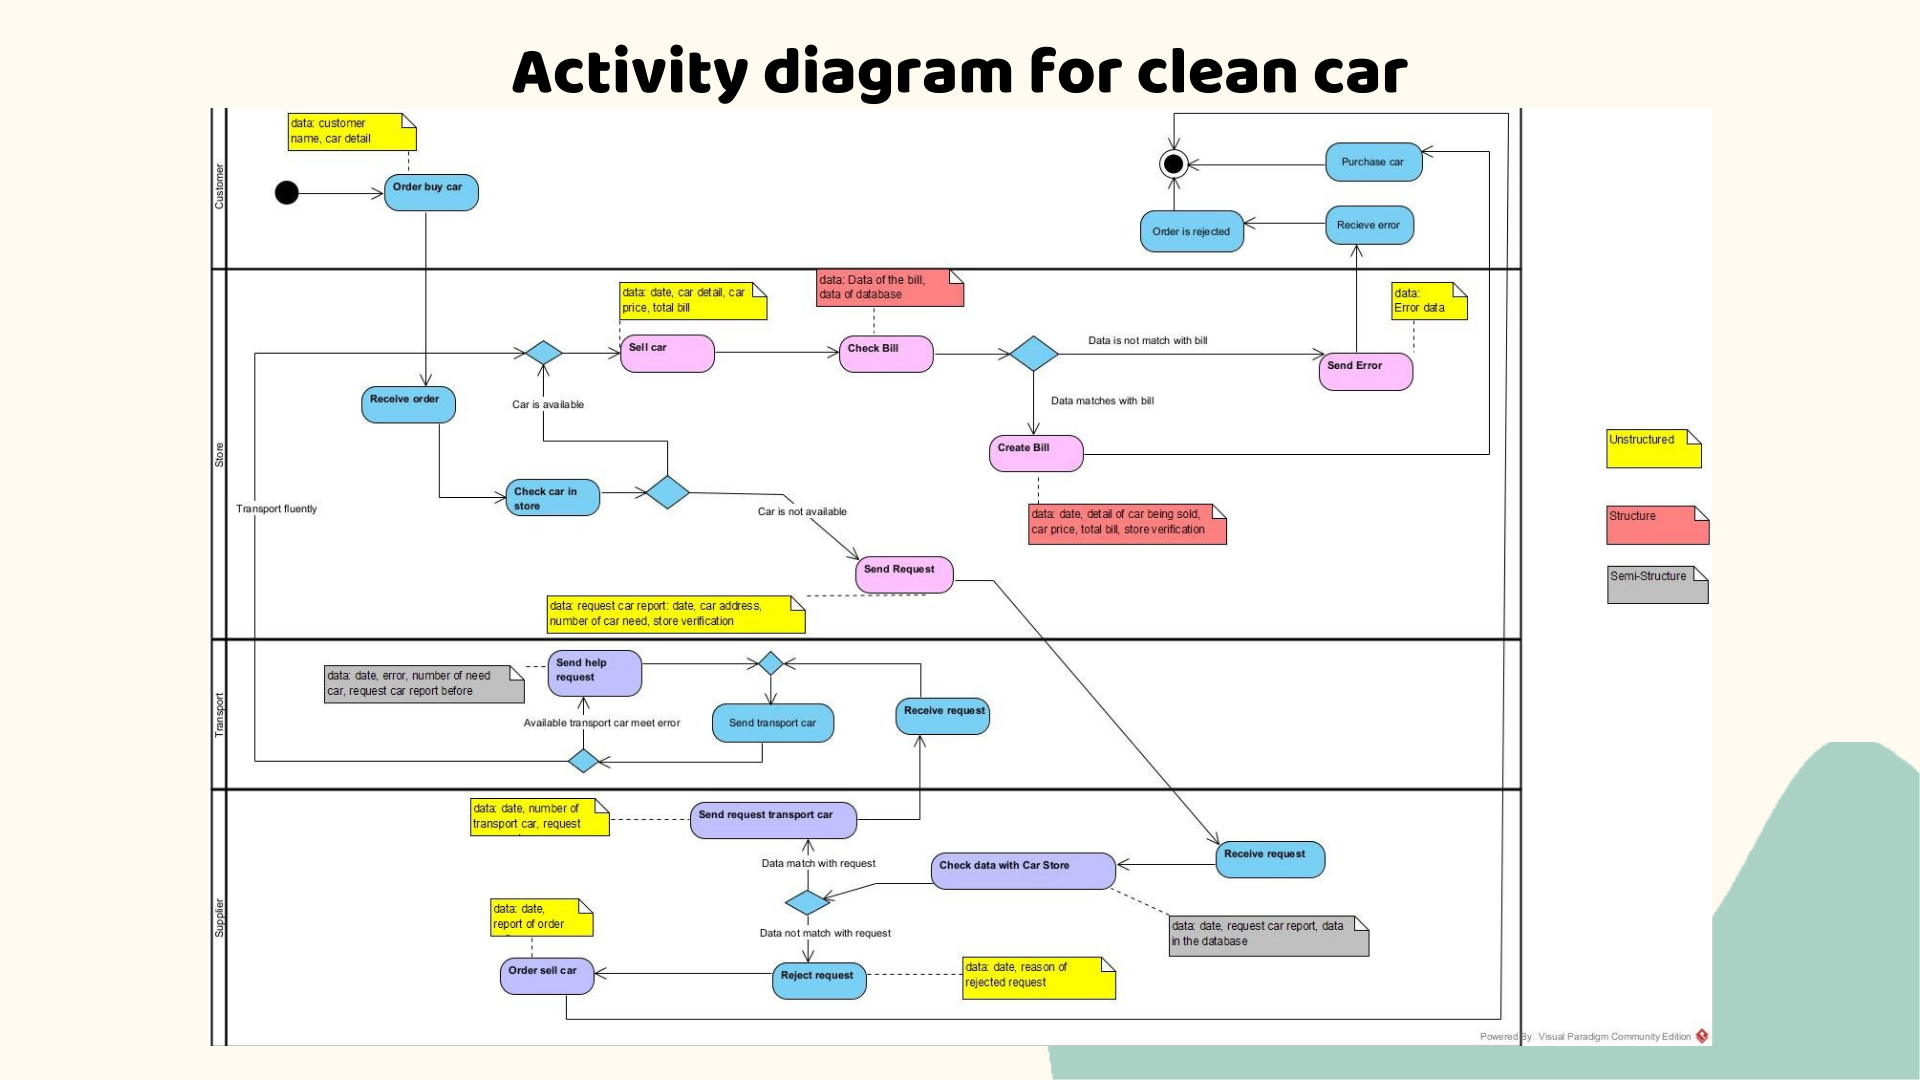 Activity diagram for clean car
Customer
data: customer
name, car detail
Order buy car
Purchase car
Order is rejected
Recieve error
Store
data: date, car detail, car
price, total bill
data: Data of the bill,
data of database
data:
Error data
Sell car
Check Bill
Data is not match with bill
Send Error
Receive order
Car is available
Data matches with bill
Create Bill
Unstructured
Check car in
store
Car is not available
Transport fluently
data: date, detail of car being sold,
car price, total bill, store verification
Structure
Send Request
Semi-Structure
data: request car report: date, car address,
number of car need, store verification
Transport
Send help
request
data: date, error, number of need
car, request car report before
Available transport car meet error
Send transport car
Receive request
Supplier
data: date, number of
transport car, request
Send request transport car
Data match with request
Check data with Car Store
Receive request
data: date,
report of order
Data not match with request
data: date, request car report, data
in the database
Order sell car
Reject request
data: date, reason of
rejected request
Powered By: Visual Paradigm Community Edition